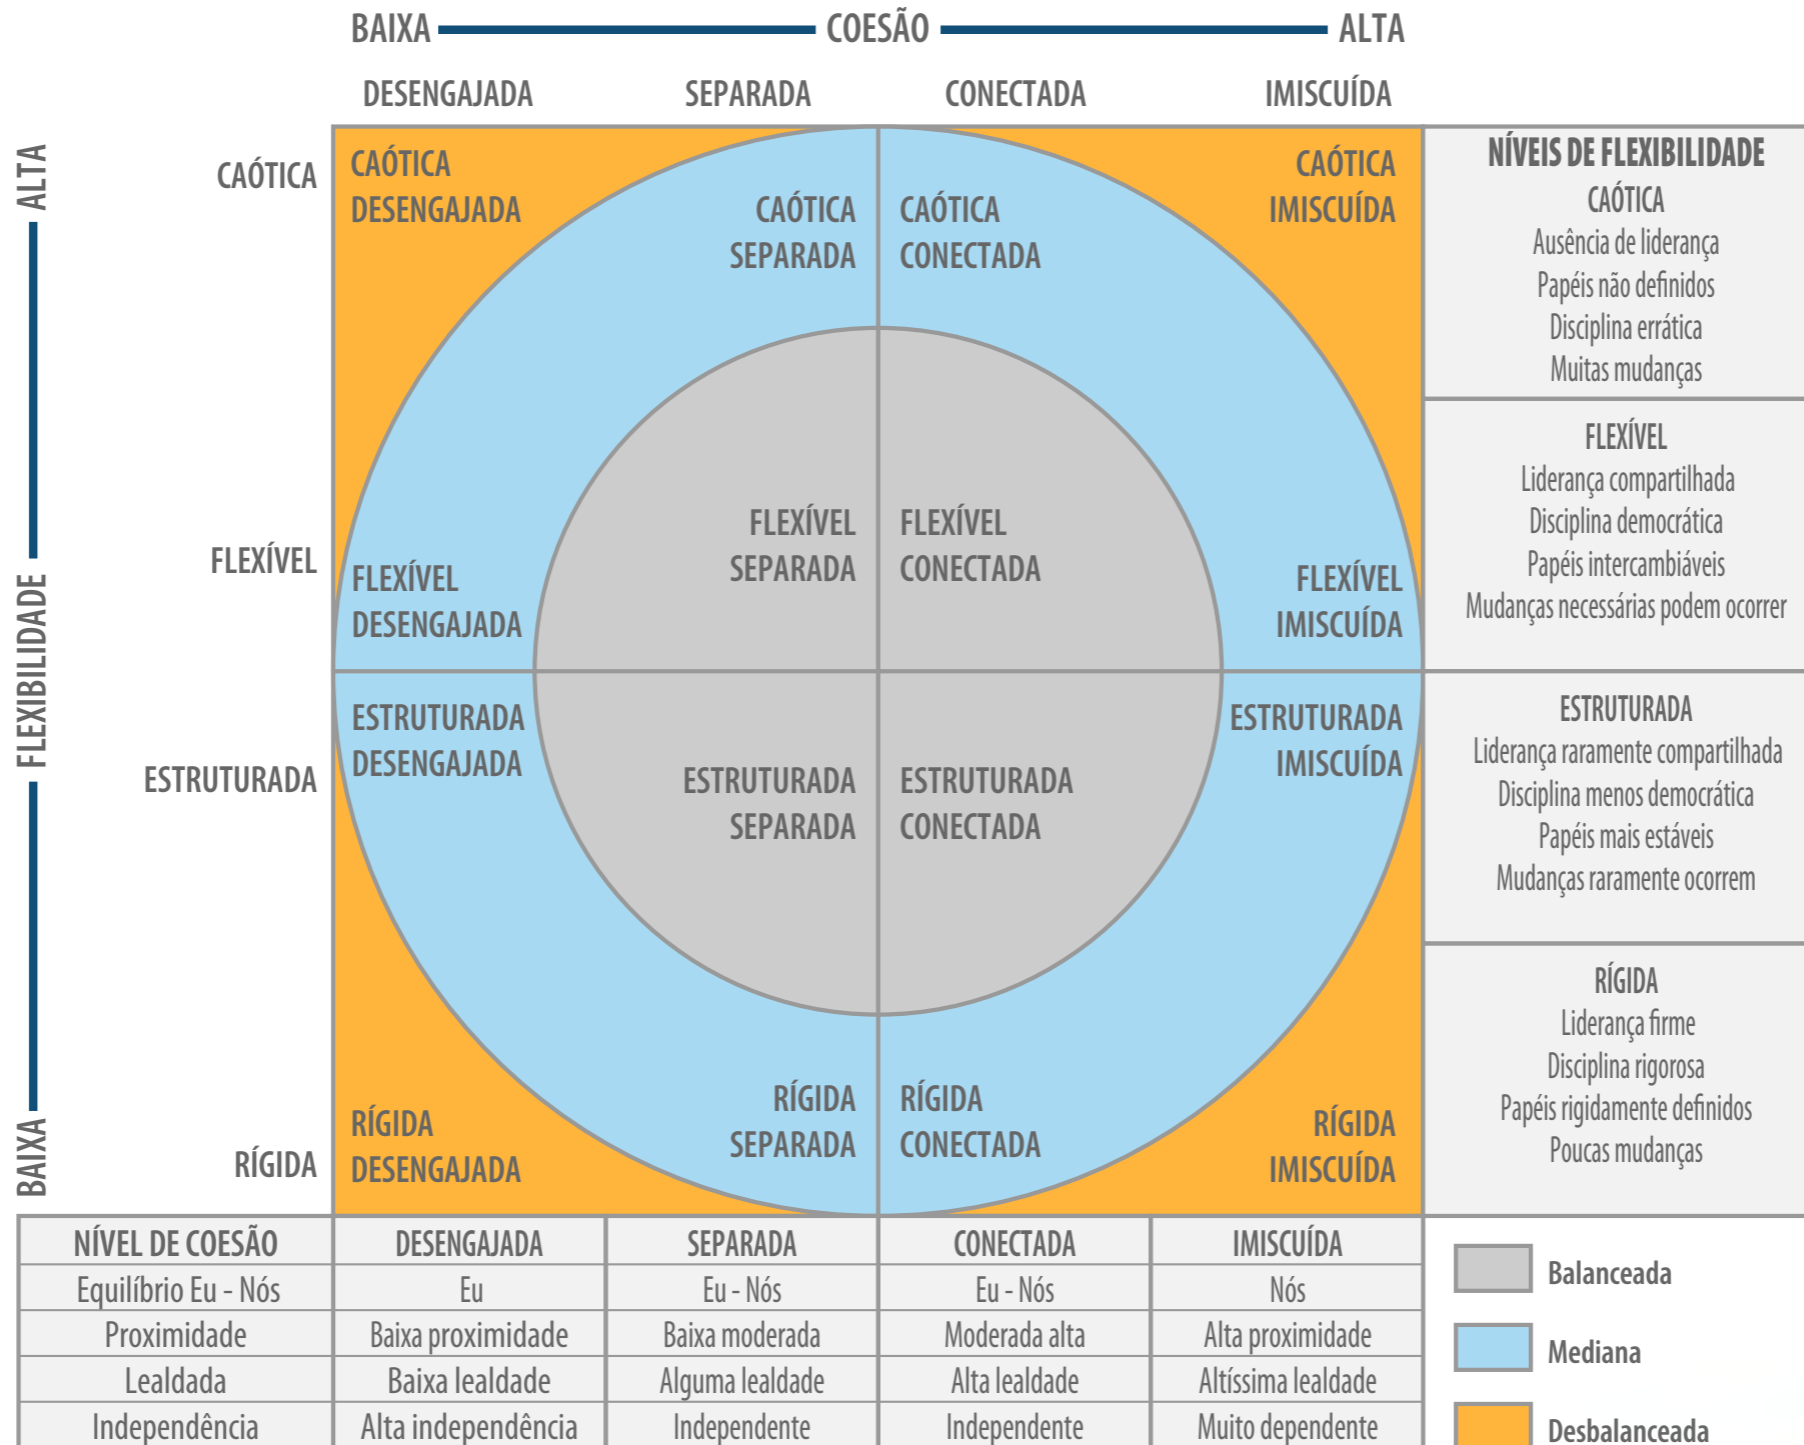 BAIXA COESÃO ALTA
DESENGAJADA SEPARADA CONECTADA IMISCUÍDA
ALTA
FLEXIBILIDADE
BAIXA
CAÓTICA
FLEXÍVEL
ESTRUTURADA
RÍGIDA
CAÓTICA
DESENGAJADA
CAÓTICA
SEPARADA
CAÓTICA
CONECTADA
CAÓTICA
IMISCUÍDA
FLEXÍVEL
DESENGAJADA
FLEXÍVEL
SEPARADA
FLEXÍVEL
CONECTADA
FLEXÍVEL
IMISCUÍDA
ESTRUTURADA
DESENGAJADA
ESTRUTURADA
SEPARADA
ESTRUTURADA
CONECTADA
ESTRUTURADA
IMISCUÍDA
RÍGIDA
DESENGAJADA
RÍGIDA
SEPARADA
RÍGIDA
CONECTADA
RÍGIDA
IMISCUÍDA
NÍVEIS DE FLEXIBILIDADE
CAÓTICA
Ausência de liderança
Papéis não definidos
Disciplina errática
Muitas mudanças
FLEXÍVEL
Liderança compartilhada
Disciplina democrática
Papéis intercambiáveis
Mudanças necessárias podem ocorrer
ESTRUTURADA
Liderança raramente compartilhada
Disciplina menos democrática
Papéis mais estáveis
Mudanças raramente ocorrem
RÍGIDA
Liderança firme
Disciplina rigorosa
Papéis rigidamente definidos
Poucas mudanças
NÍVEL DE COESÃO DESENGAJADA SEPARADA CONECTADA IMISCUÍDA
Equilíbrio Eu - Nós Eu Eu - Nós Eu - Nós Nós
Proximidade Baixa proximidade Baixa moderada Moderada alta Alta proximidade
Lealdada Baixa lealdade Alguma lealdade Alta lealdade Altíssima lealdade
Independência Alta independência Independente Independente Muito dependente
Balanceada
Mediana
Desbalanceada